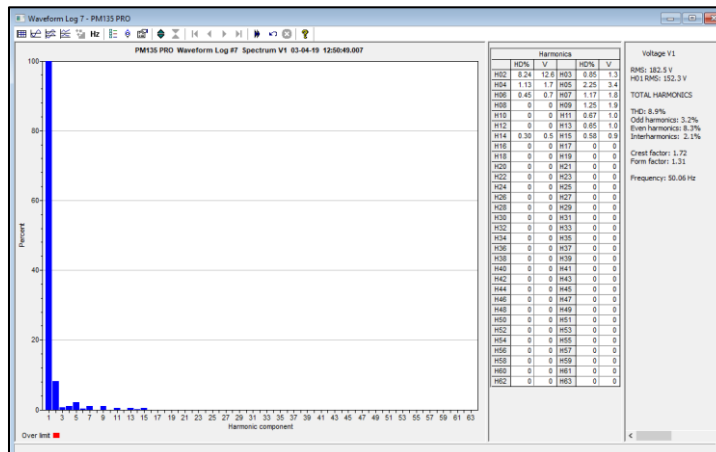 Waveform Log 7 - PM135 PRO
Hz
PM135 PRO Waveform Log #7 Spectrum V1 03-04-19 12:50:49.007
100
80
60
40
20
0
Percent
1 3 5 7 9 11 13 15 17 19 21 23 25 27 29 31 33 35 37 39 41 43 45 47 49 51 53 55 57 59 61 63
Harmonic component
Over limit
Harmonics
HD% V HD% V
H02 8.24 12.6 H03 0.85 1.3
H04 1.13 1.7 H05 2.25 3.4
H06 0.45 0.7 H07 1.17 1.8
H08 0 0 H09 1.25 1.9
H10 0 0 H11 0.67 1.0
H12 0 0 H13 0.65 1.0
H14 0.30 0.5 H15 0.58 0.9
H16 0 0 H17 0 0
H18 0 0 H19 0 0
H20 0 0 H21 0 0
H22 0 0 H23 0 0
H24 0 0 H25 0 0
H26 0 0 H27 0 0
H28 0 0 H29 0 0
H30 0 0 H31 0 0
H32 0 0 H33 0 0
H34 0 0 H35 0 0
H36 0 0 H37 0 0
H38 0 0 H39 0 0
H40 0 0 H41 0 0
H42 0 0 H43 0 0
H44 0 0 H45 0 0
H46 0 0 H47 0 0
H48 0 0 H49 0 0
H50 0 0 H51 0 0
H52 0 0 H53 0 0
H54 0 0 H55 0 0
H56 0 0 H57 0 0
H58 0 0 H59 0 0
H60 0 0 H61 0 0
H62 0 0 H63 0 0
Voltage V1
RMS: 182.5 V
H01 RMS: 152.3 V
TOTAL HARMONICS
THD: 8.9%
Odd harmonics: 3.2%
Even harmonics: 8.3%
Interharmonics: 2.1%
Crest factor: 1.72
Form factor: 1.31
Frequency: 50.06 Hz